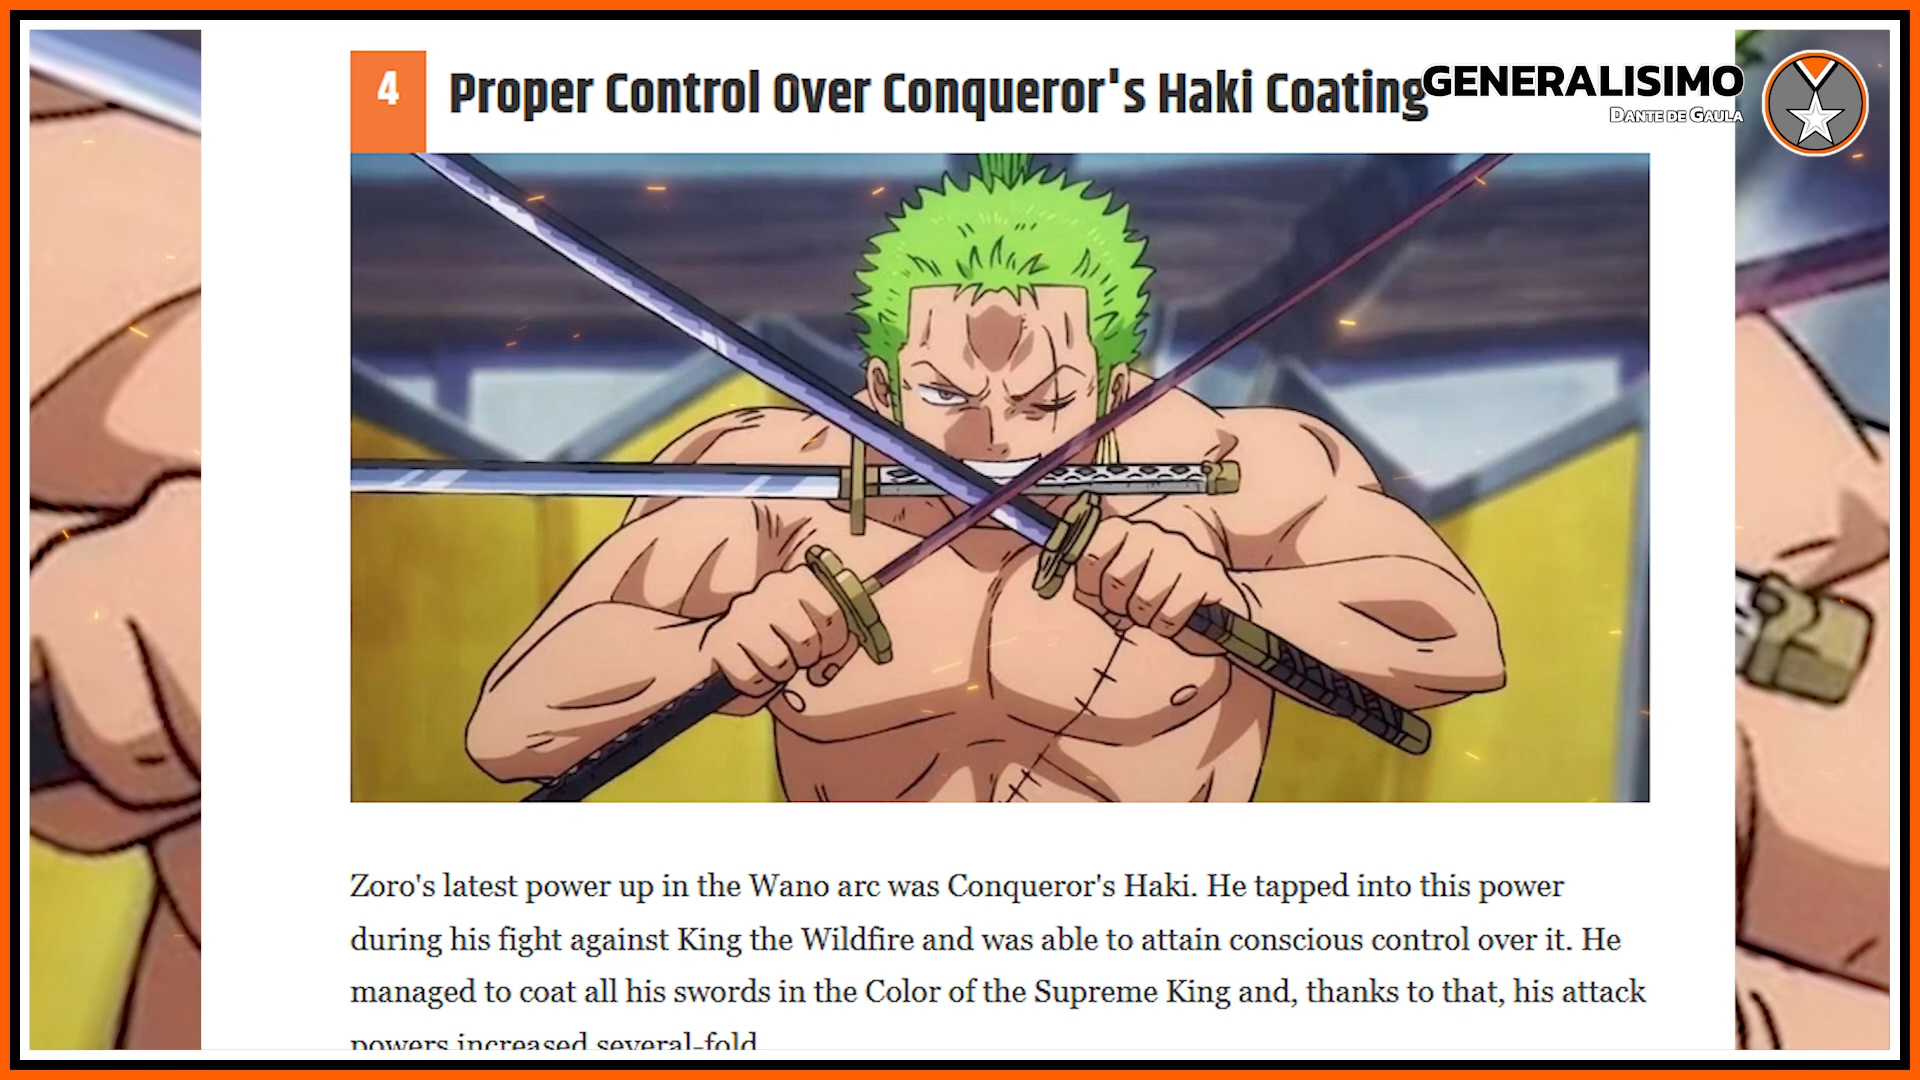 4
Proper Control Over Conqueror's Haki Coating
GENERALISIMO
DANTE DE GAULA
Zoro's latest power up in the Wano arc was Conqueror's Haki. He tapped into this power
during his fight against King the Wildfire and was able to attain conscious control over it. He
managed to coat all his swords in the Color of the Supreme King and, thanks to that, his attack
powers increased several-fold